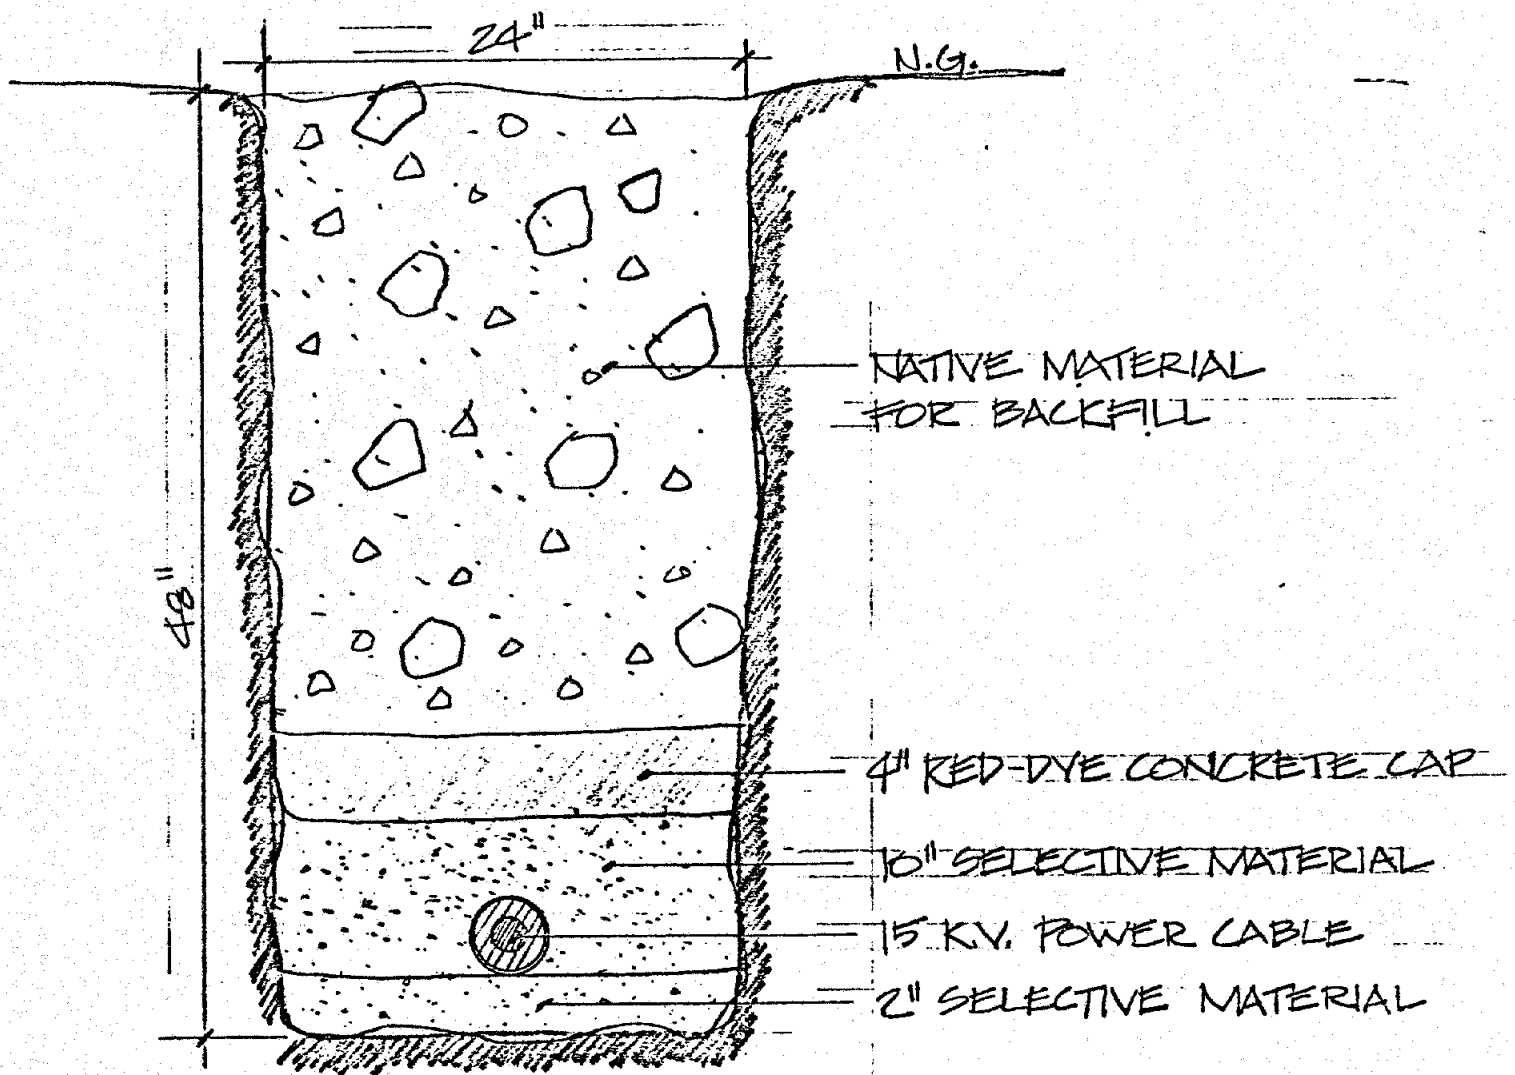 24"
N.G.
NATIVE MATERIAL
FOR BACKFILL
48"
4" RED-DYE CONCRETE CAP
10" SELECTIVE MATERIAL
15 K.V. POWER CABLE
2" SELECTIVE MATERIAL